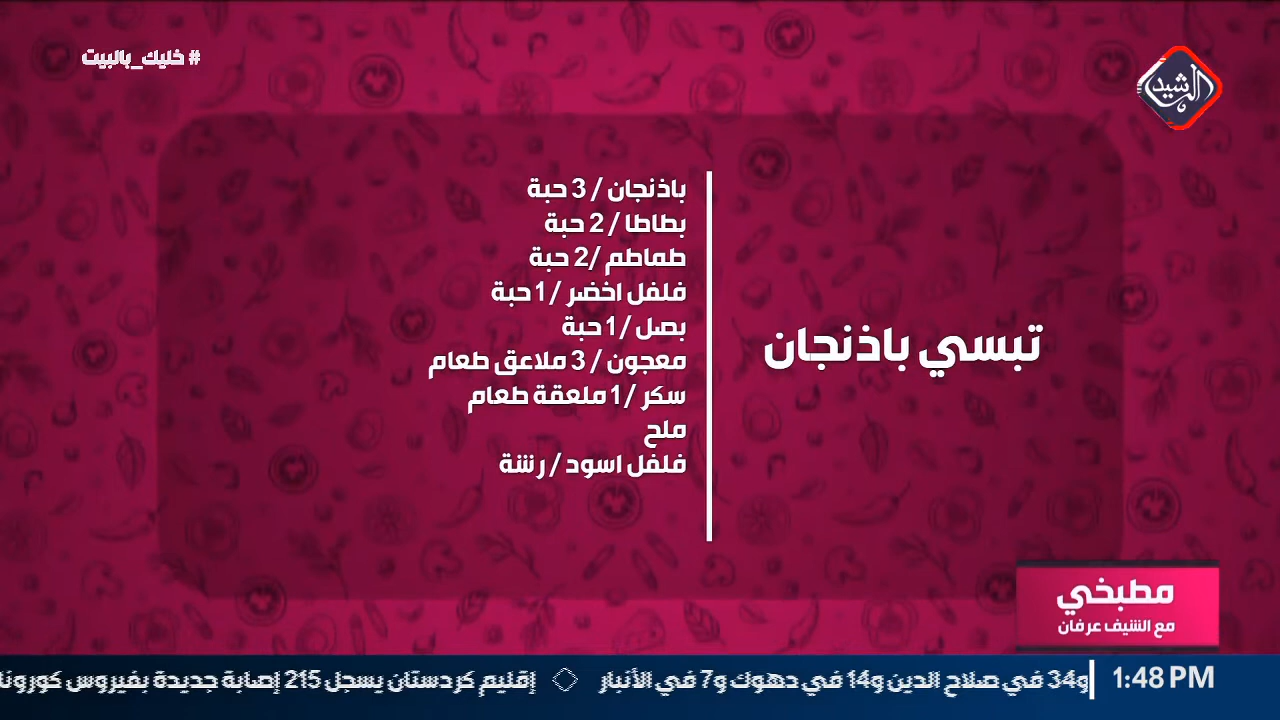 # خليك_بالبيت
الرشيد
تبسي باذنجان
باذنجان / 3 حبة
بطاطا / 2 حبة
طماطم /2 حبة
فلفل اخضر /1 حبة
بصل /1 حبة
معجون / 3 ملاعق طعام
سكر /1 ملعقة طعام
ملح
فلفل اسود / رشة
مطبخي
مع الشيف عرفان
1:48 PM
و34 في صلاح الدين و14 في دهوك و7 في الأنبار ◇ إقليم كردستان يسجل 215 إصابة جديدة بفيروس كورونا